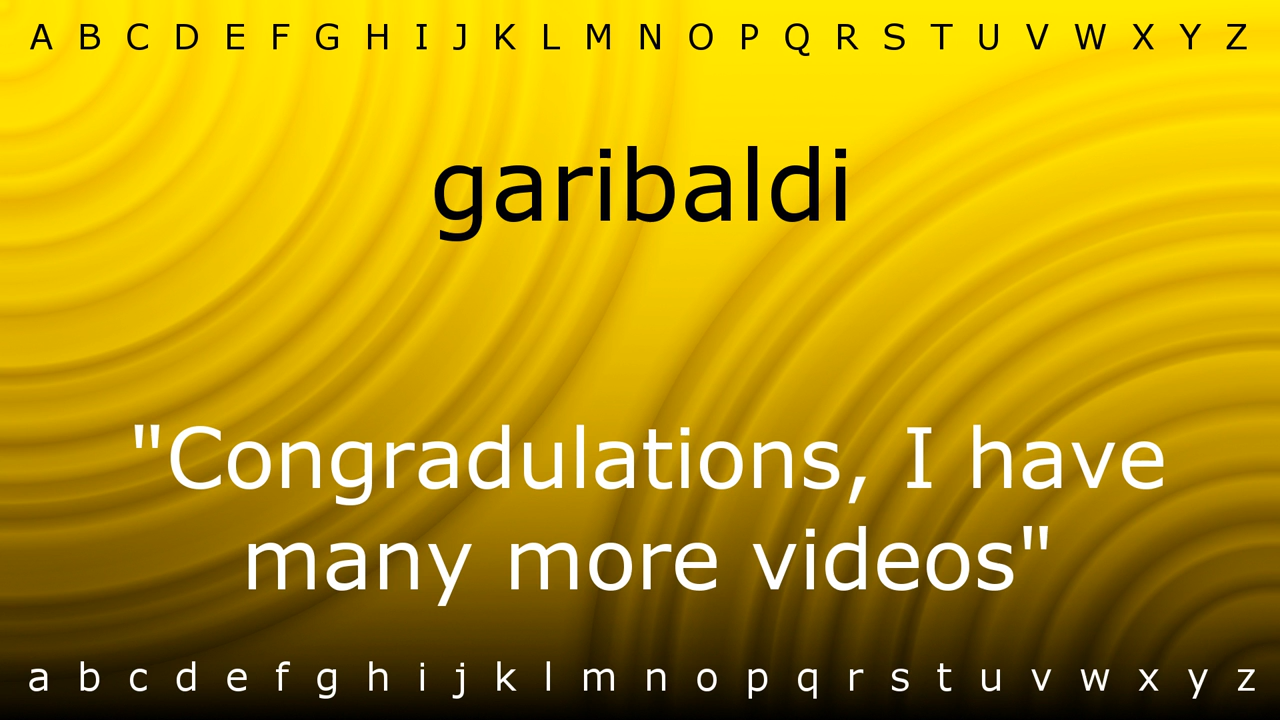 A B C D E F G H I J K L M N O P Q R S T U V W X Y Z
garibaldi
"Congradulations, I have
many more videos"
a b c d e f g h i j k l m n o p q r s t u v w x y z